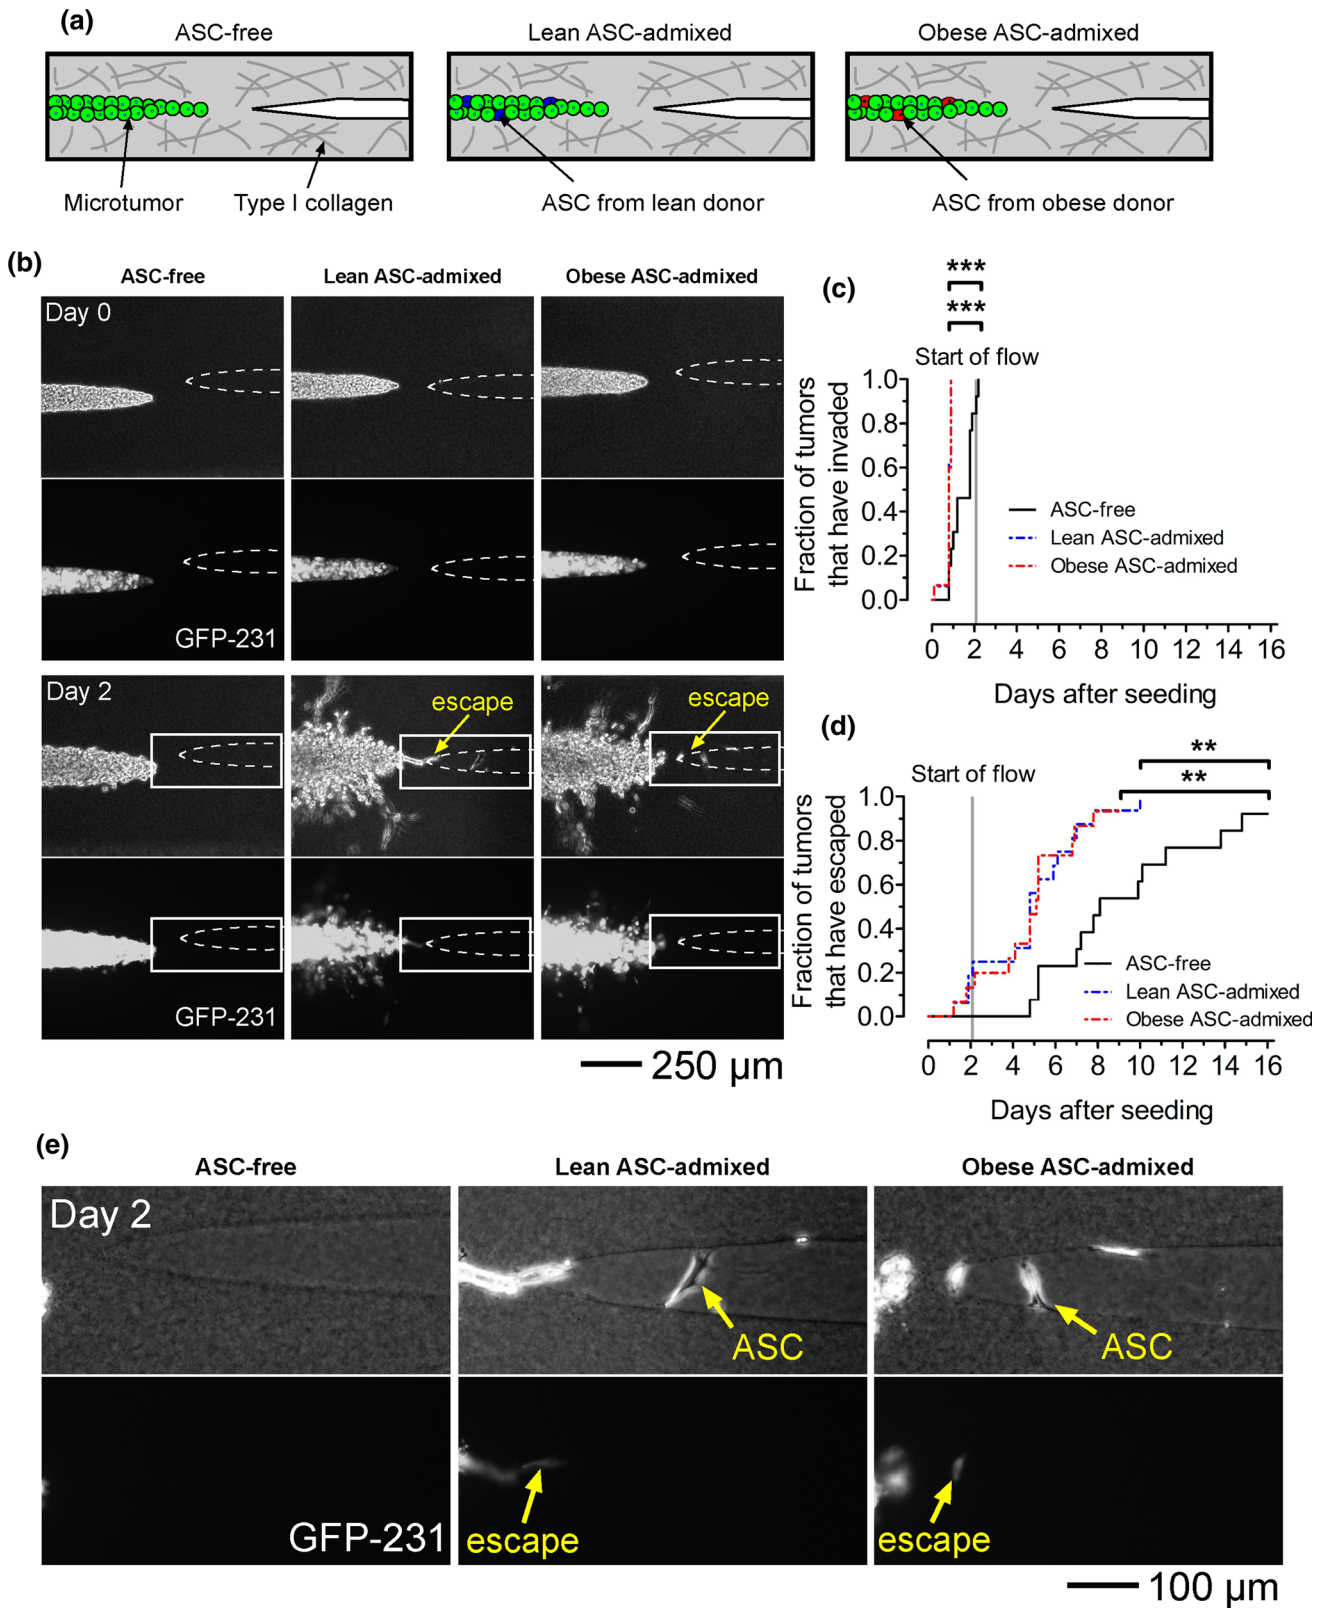 (a)
ASC-free
Lean ASC-admixed
Obese ASC-admixed
Microtumor
Type I collagen
ASC from lean donor
ASC from obese donor
(b)
ASC-free
Lean ASC-admixed
Obese ASC-admixed
Day 0
GFP-231
Day 2
escape
escape
GFP-231
250 µm
(c)
***
***
Start of flow
Fraction of tumors
that have invaded
1.0
0.8
0.6
0.4
0.2
0.0
ASC-free
Lean ASC-admixed
Obese ASC-admixed
0 2 4 6 8 10 12 14 16
Days after seeding
(d)
**
**
Start of flow
Fraction of tumors
that have escaped
1.0
0.8
0.6
0.4
0.2
0.0
ASC-free
Lean ASC-admixed
Obese ASC-admixed
0 2 4 6 8 10 12 14 16
Days after seeding
(e)
ASC-free
Lean ASC-admixed
Obese ASC-admixed
Day 2
ASC
ASC
GFP-231
escape
escape
100 µm